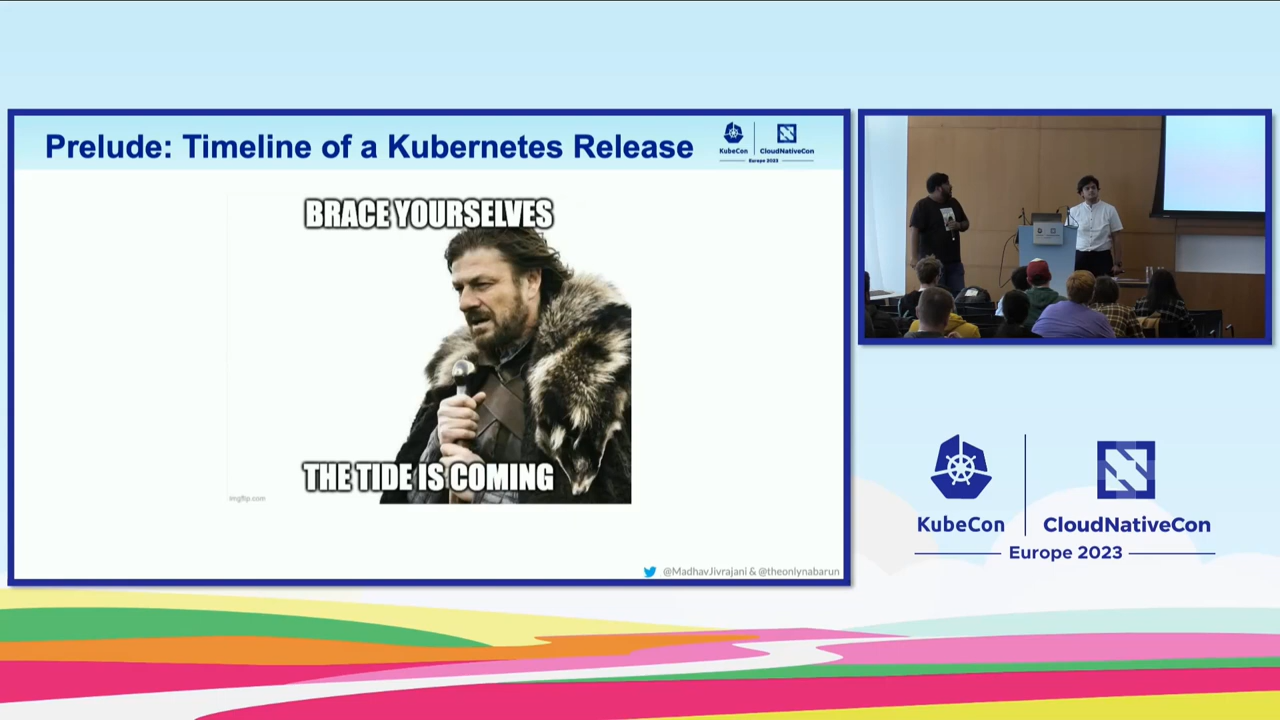 Prelude: Timeline of a Kubernetes Release
KubeCon
CloudNativeCon
Europe 2023
BRACE YOURSELVES
THE TIDE IS COMING
imgflip.com
@MadhavJivrajani & @theonlynabarun
KubeCon
CloudNativeCon
Europe 2023